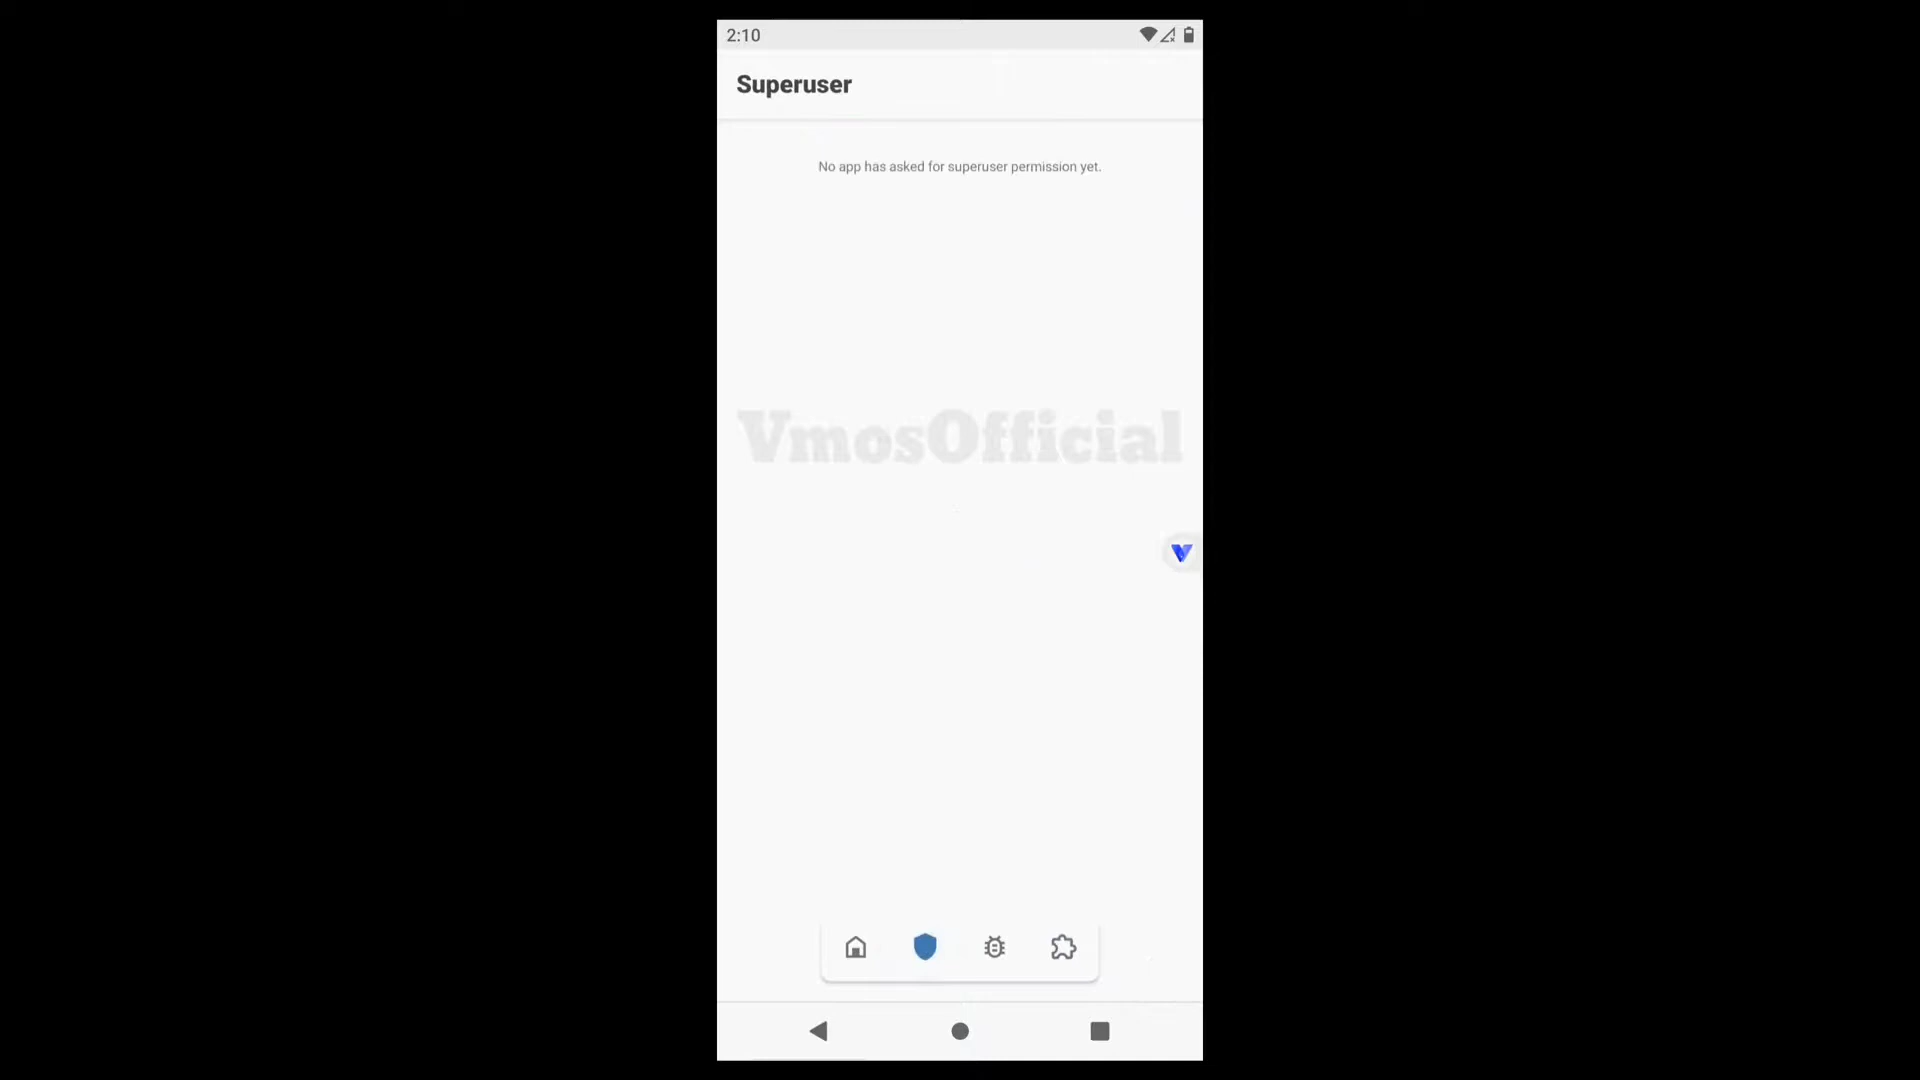 2:10
Superuser
No app has asked for superuser permission yet.
VmosOfficial